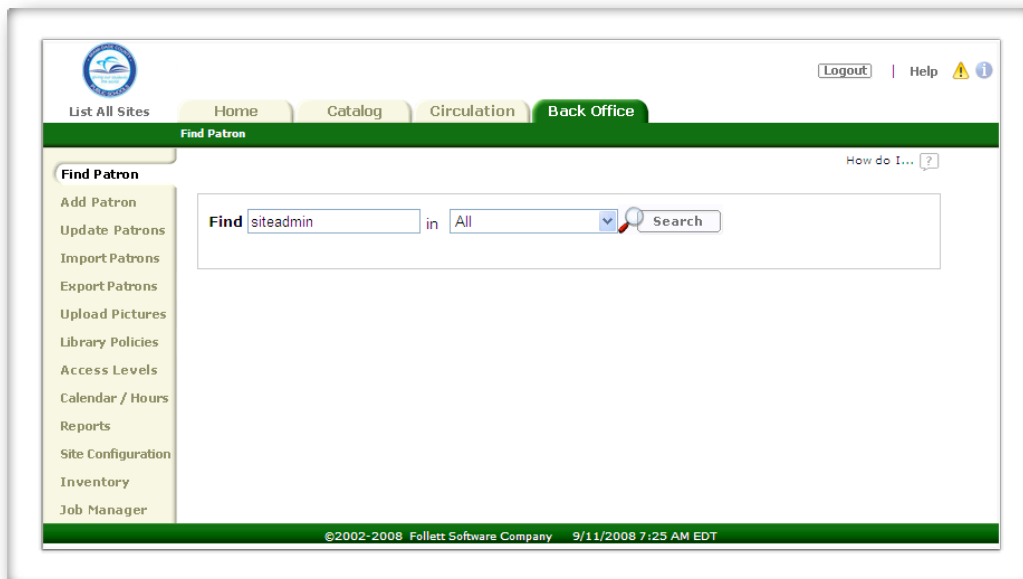 Logout | Help
List All Sites Home Catalog Circulation Back Office
Find Patron
How do I... ?
Find Patron
Add Patron
Update Patrons
Import Patrons
Export Patrons
Upload Pictures
Library Policies
Access Levels
Calendar / Hours
Reports
Site Configuration
Inventory
Job Manager
Find siteadmin in All Search
©2002-2008 Follett Software Company 9/11/2008 7:25 AM EDT